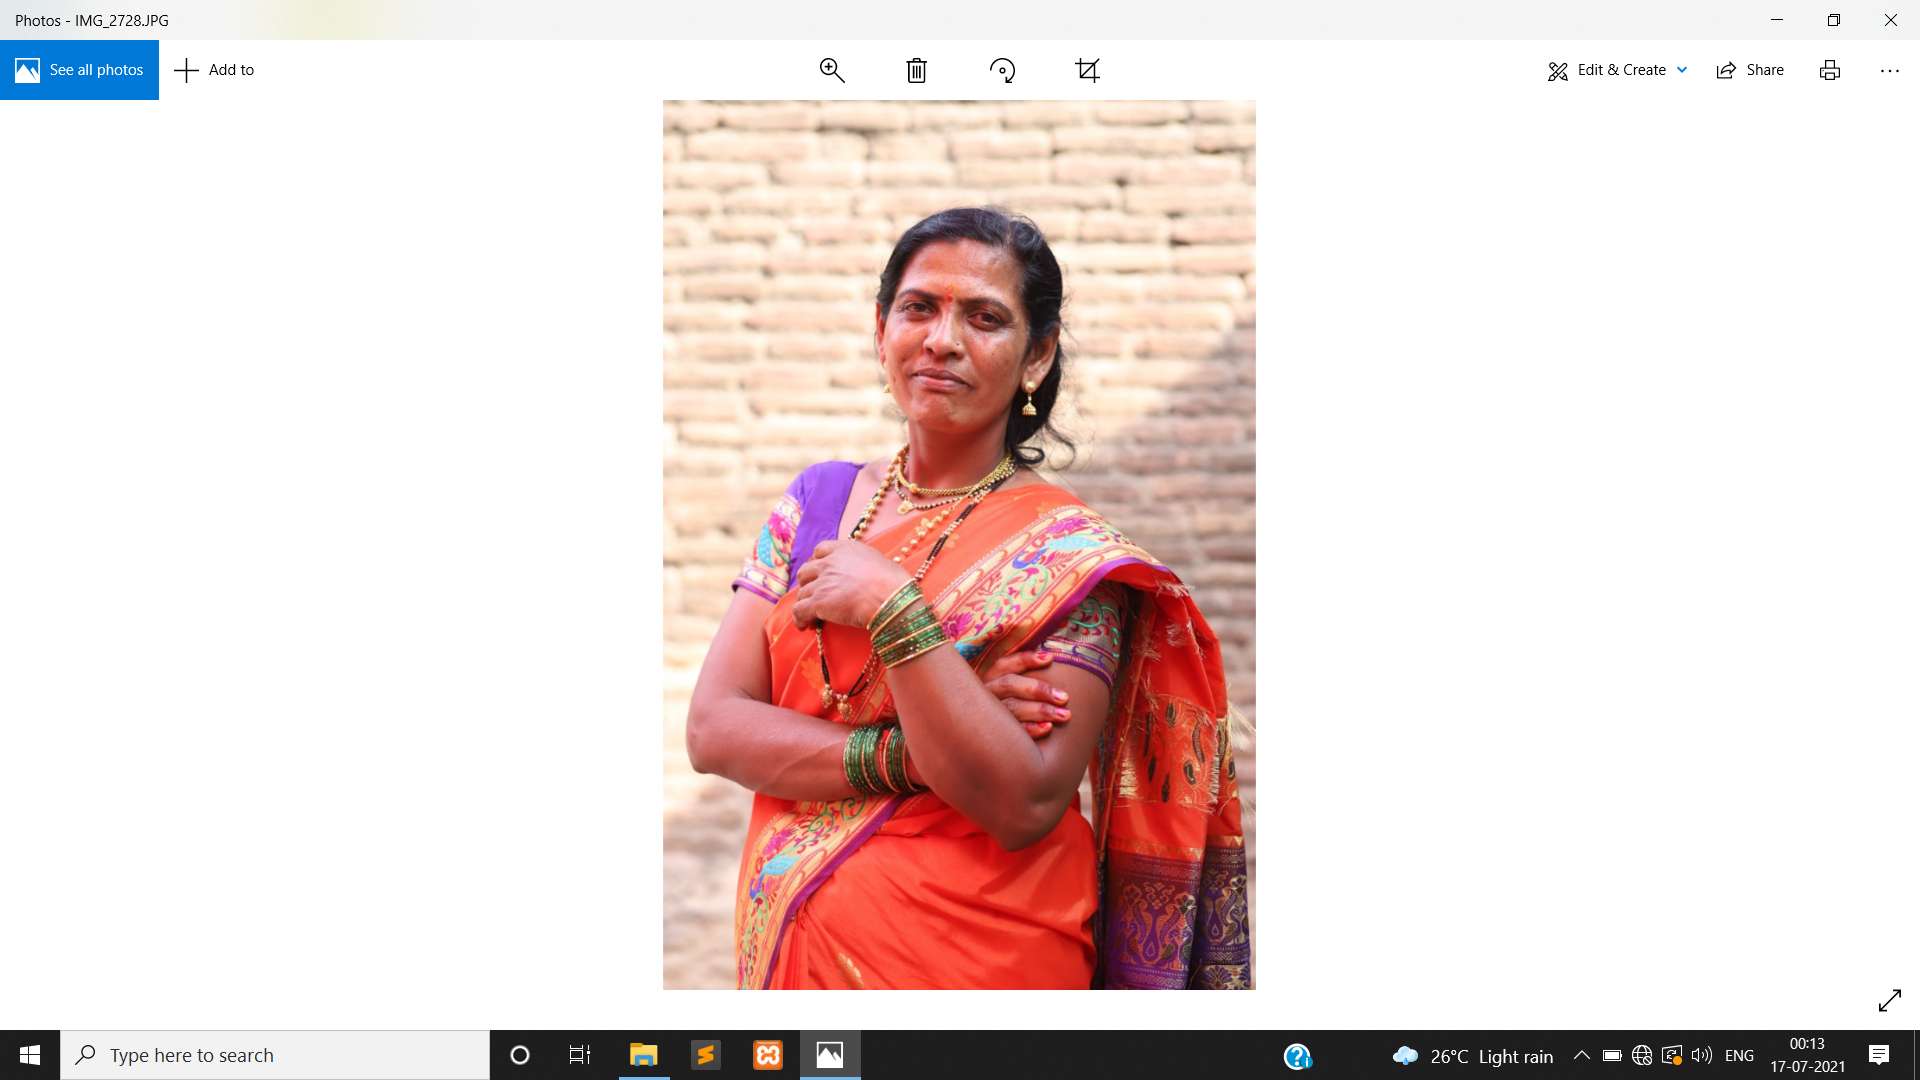 Photos - IMG_2728.JPG
See all photos
Add to
Edit & Create
Share
Type here to search
26°C Light rain
ENG
00:13
17-07-2021